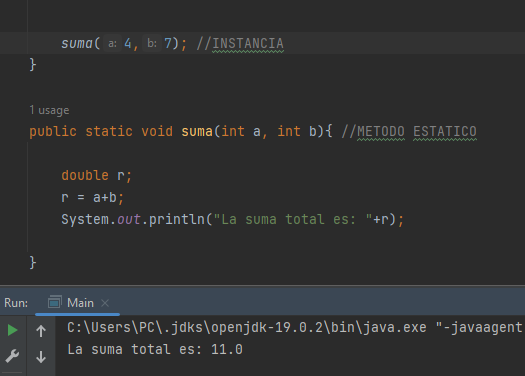 suma( a: 4, b: 7); //INSTANCIA
}
1 usage
public static void suma(int a, int b){ //METODO ESTATICO
double r;
r = a+b;
System.out.println("La suma total es: "+r);
}
Run: Main ×
C:\Users\PC\.jdks\openjdk-19.0.2\bin\java.exe "-javaagent
La suma total es: 11.0